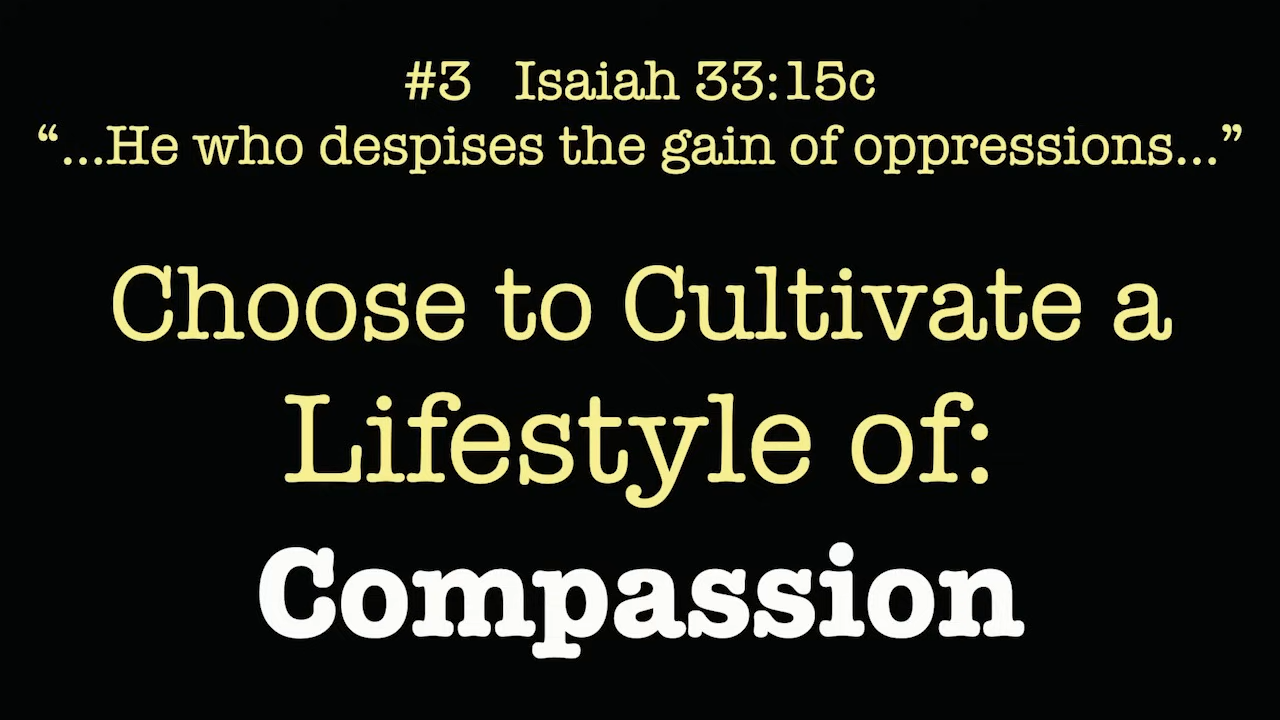 #3 Isaiah 33:15c
“...He who despises the gain of oppressions...”
Choose to Cultivate a
Lifestyle of:
Compassion